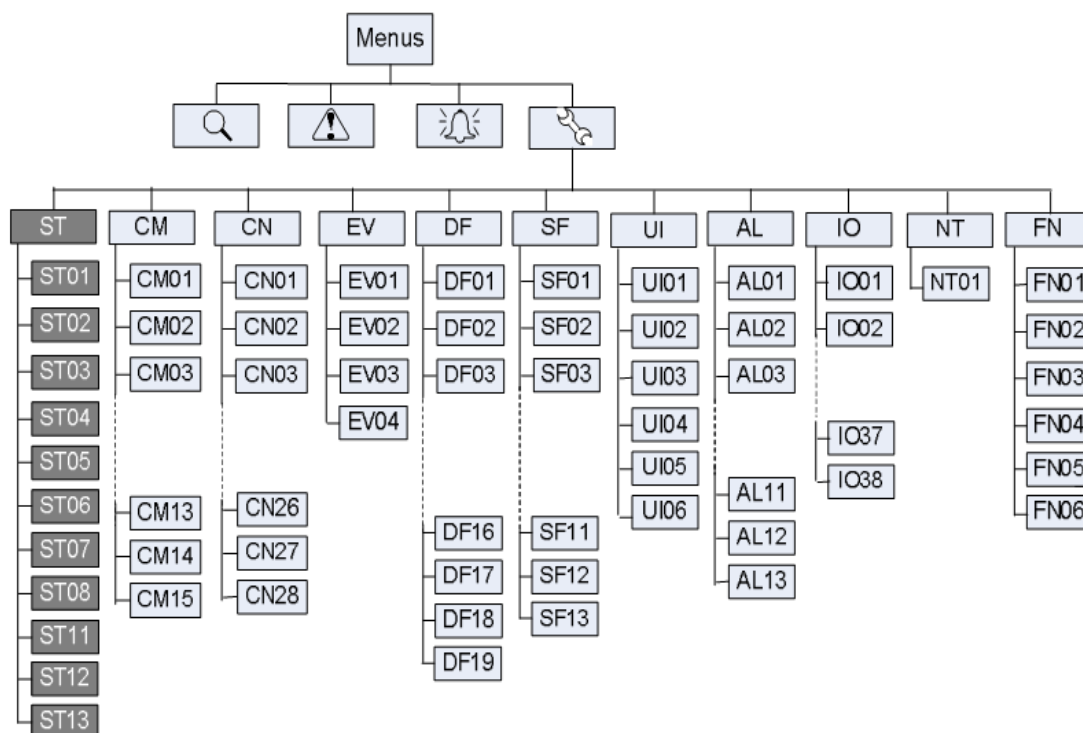 Menus
ST CM CN EV DF SF UI AL IO NT FN
ST01 CM01 CN01 EV01 DF01 SF01 UI01 AL01 IO01 NT01 FN01
ST02 CM02 CN02 EV02 DF02 SF02 UI02 AL02 IO02 FN02
ST03 CM03 CN03 EV03 DF03 SF03 UI03 AL03 FN03
ST04 EV04 UI04 IO37 FN04
ST05 UI05 IO38 FN05
ST06 CM13 CN26 UI06 AL11 FN06
ST07 CM14 CN27 DF16 SF11 AL12
ST08 CM15 CN28 DF17 SF12 AL13
ST11 DF18 SF13
ST12 DF19
ST13